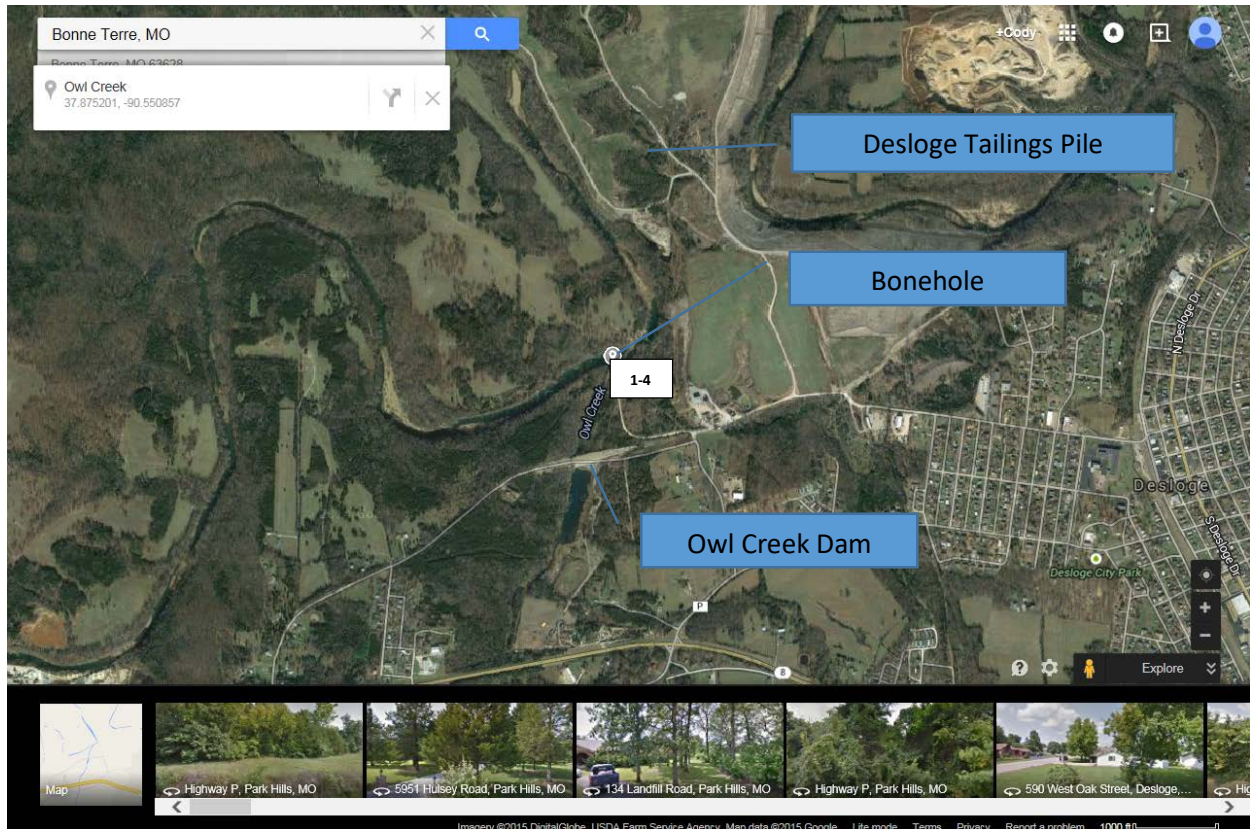 Bonne Terre, MO
+Cody
Owl Creek
37.875201, -90.550857
Desloge Tailings Pile
Bonehole
1-4
Owl Creek
N Desloge Dr
Desloge
S Desloge Dr
Owl Creek Dam
Desloge City Park
P
8
Explore
Map
Highway P, Park Hills, MO
5951 Hulsey Road, Park Hills, MO
134 Landfill Road, Park Hills, MO
Highway P, Park Hills, MO
590 West Oak Street, Desloge,...
Imagery ©2015 DigitalGlobe, USDA Farm Service Agency, Map data ©2015 Google Lite mode Terms Privacy Report a problem 1000 ft